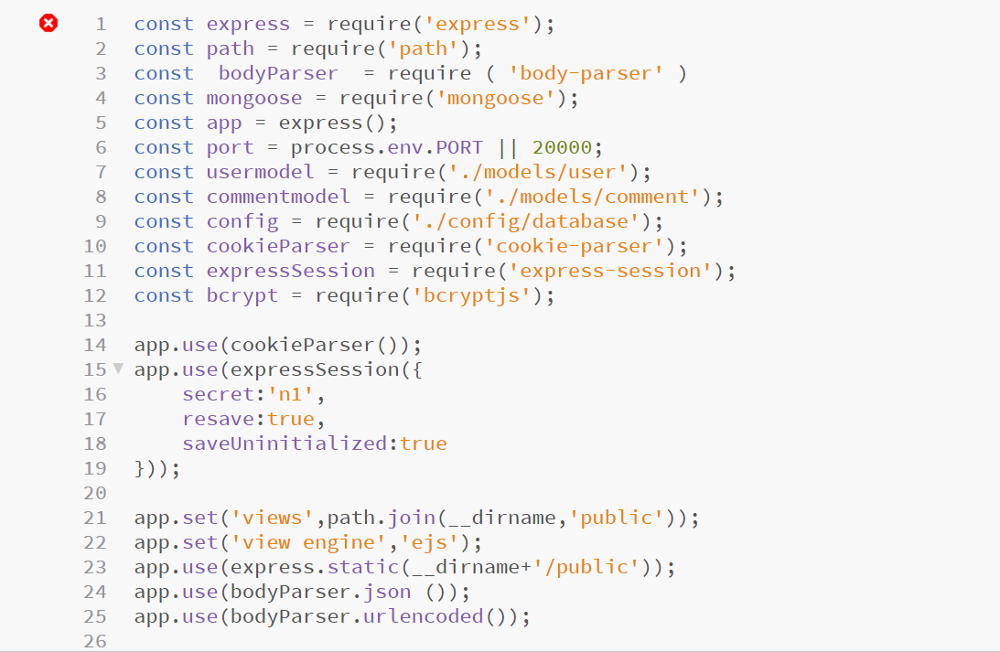 1 const express = require('express');
2 const path = require('path');
3 const  bodyParser  = require ( 'body-parser' )
4 const mongoose = require('mongoose');
5 const app = express();
6 const port = process.env.PORT || 20000;
7 const usermodel = require('./models/user');
8 const commentmodel = require('./models/comment');
9 const config = require('./config/database');
10 const cookieParser = require('cookie-parser');
11 const expressSession = require('express-session');
12 const bcrypt = require('bcryptjs');
13
14 app.use(cookieParser());
15 app.use(expressSession({
16     secret:'n1',
17     resave:true,
18     saveUninitialized:true
19 }));
20
21 app.set('views',path.join(__dirname,'public'));
22 app.set('view engine','ejs');
23 app.use(express.static(__dirname+'/public'));
24 app.use(bodyParser.json ());
25 app.use(bodyParser.urlencoded());
26